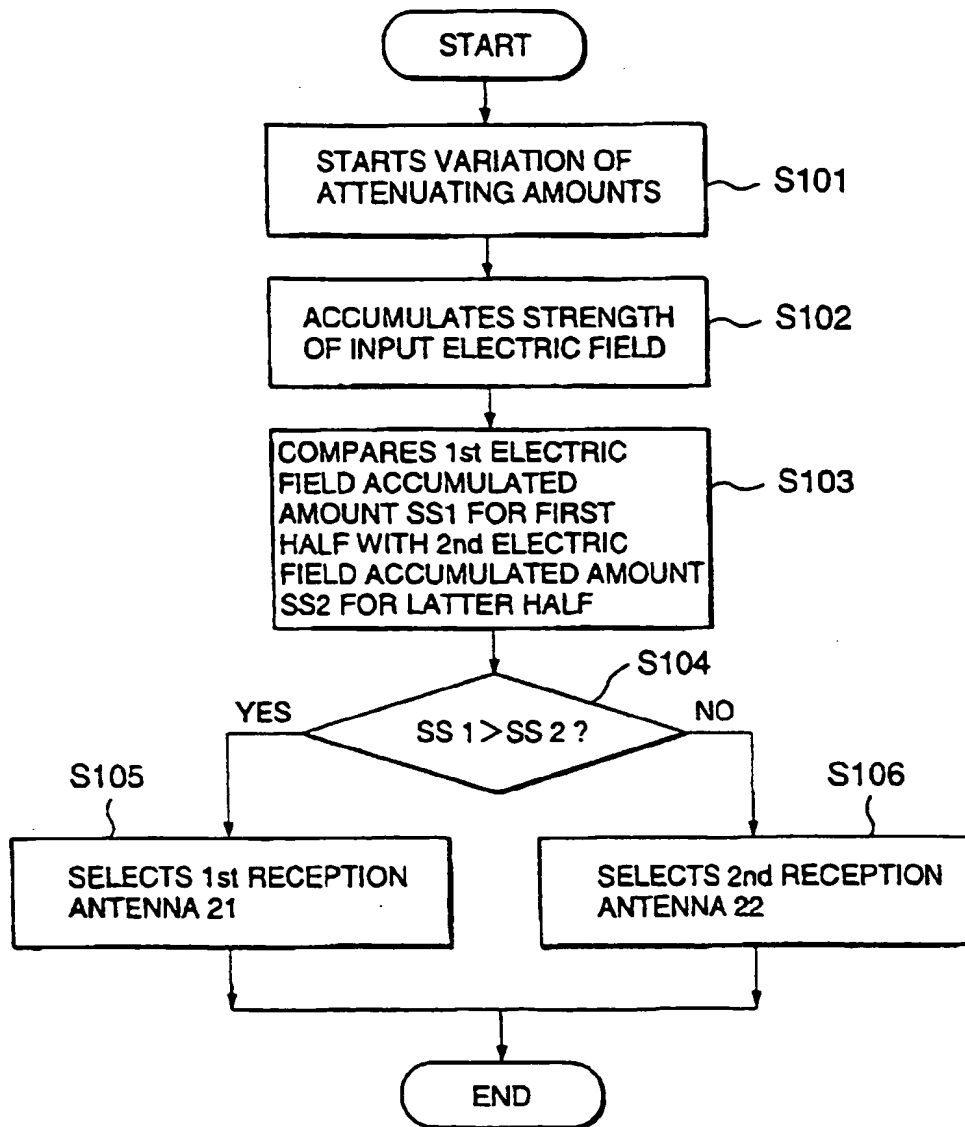 START
STARTS VARIATION OF
ATTENUATING AMOUNTS
S101
ACCUMULATES STRENGTH
OF INPUT ELECTRIC FIELD
S102
COMPARES 1st ELECTRIC
FIELD ACCUMULATED
AMOUNT SS1 FOR FIRST
HALF WITH 2nd ELECTRIC
FIELD ACCUMULATED AMOUNT
SS2 FOR LATTER HALF
S103
S104
YES
SS 1>SS 2 ?
NO
S105
SELECTS 1st RECEPTION
ANTENNA 21
S106
SELECTS 2nd RECEPTION
ANTENNA 22
END